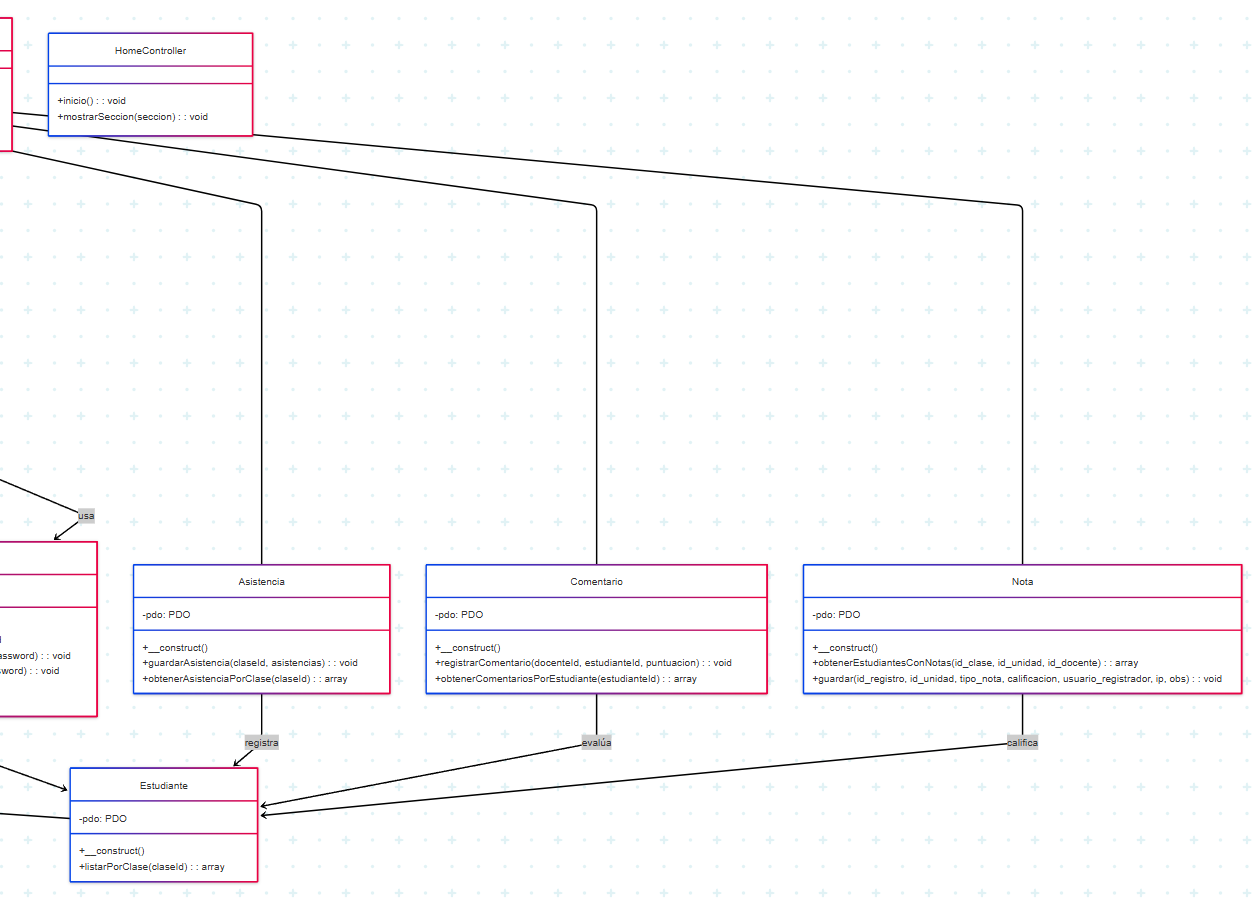 HomeController
+inicio() : : void
+mostrarSeccion(seccion) : : void
usa
assword) : : void
sword) : : void
Asistencia
-pdo: PDO
+__construct()
+guardarAsistencia(claseId, asistencias) : : void
+obtenerAsistenciaPorClase(claseId) : : array
Comentario
-pdo: PDO
+__construct()
+registrarComentario(docenteId, estudianteId, puntuacion) : : void
+obtenerComentariosPorEstudiante(estudianteId) : : array
Nota
-pdo: PDO
+__construct()
+obtenerEstudiantesConNotas(id_clase, id_unidad, id_docente) : : array
+guardar(id_registro, id_unidad, tipo_nota, calificacion, usuario_registrador, ip, obs) : : void
registra
evalúa
califica
Estudiante
-pdo: PDO
+__construct()
+listarPorClase(claseId) : : array